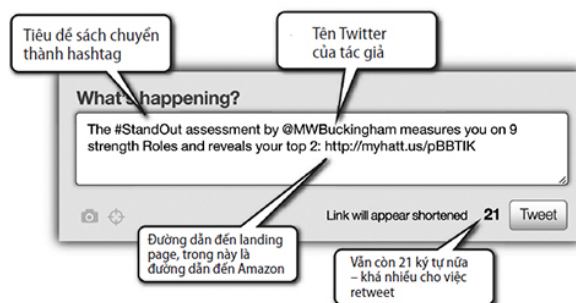 Tiêu đề sách chuyển
thành hashtag
Tên Twitter
của tác giả
What's happening?
The #StandOut assessment by @MWBuckingham measures you on 9
strength Roles and reveals your top 2: http://myhatt.us/pBBTIK
Link will appear shortened 21 Tweet
Đường dẫn đến landing
page, trong này là
đường dẫn đến Amazon
Vẫn còn 21 ký tự nữa
– khá nhiều cho việc
retweet